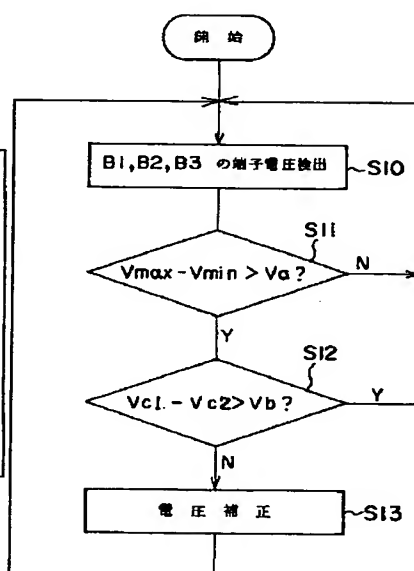 開始
B1,B2,B3 の端子電圧検出
S10
S11
Vmax-Vmin > Va?
N
Y
S12
Vc1.-Vc2>Vb?
Y
N
電圧補正
S13